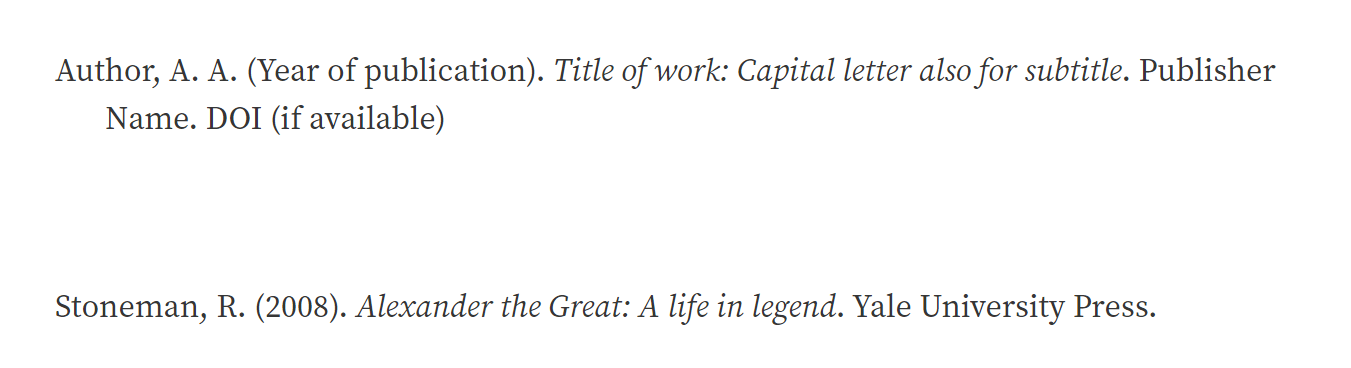 Author, A. A. (Year of publication). Title of work: Capital letter also for subtitle. Publisher
Name. DOI (if available)
Stoneman, R. (2008). Alexander the Great: A life in legend. Yale University Press.